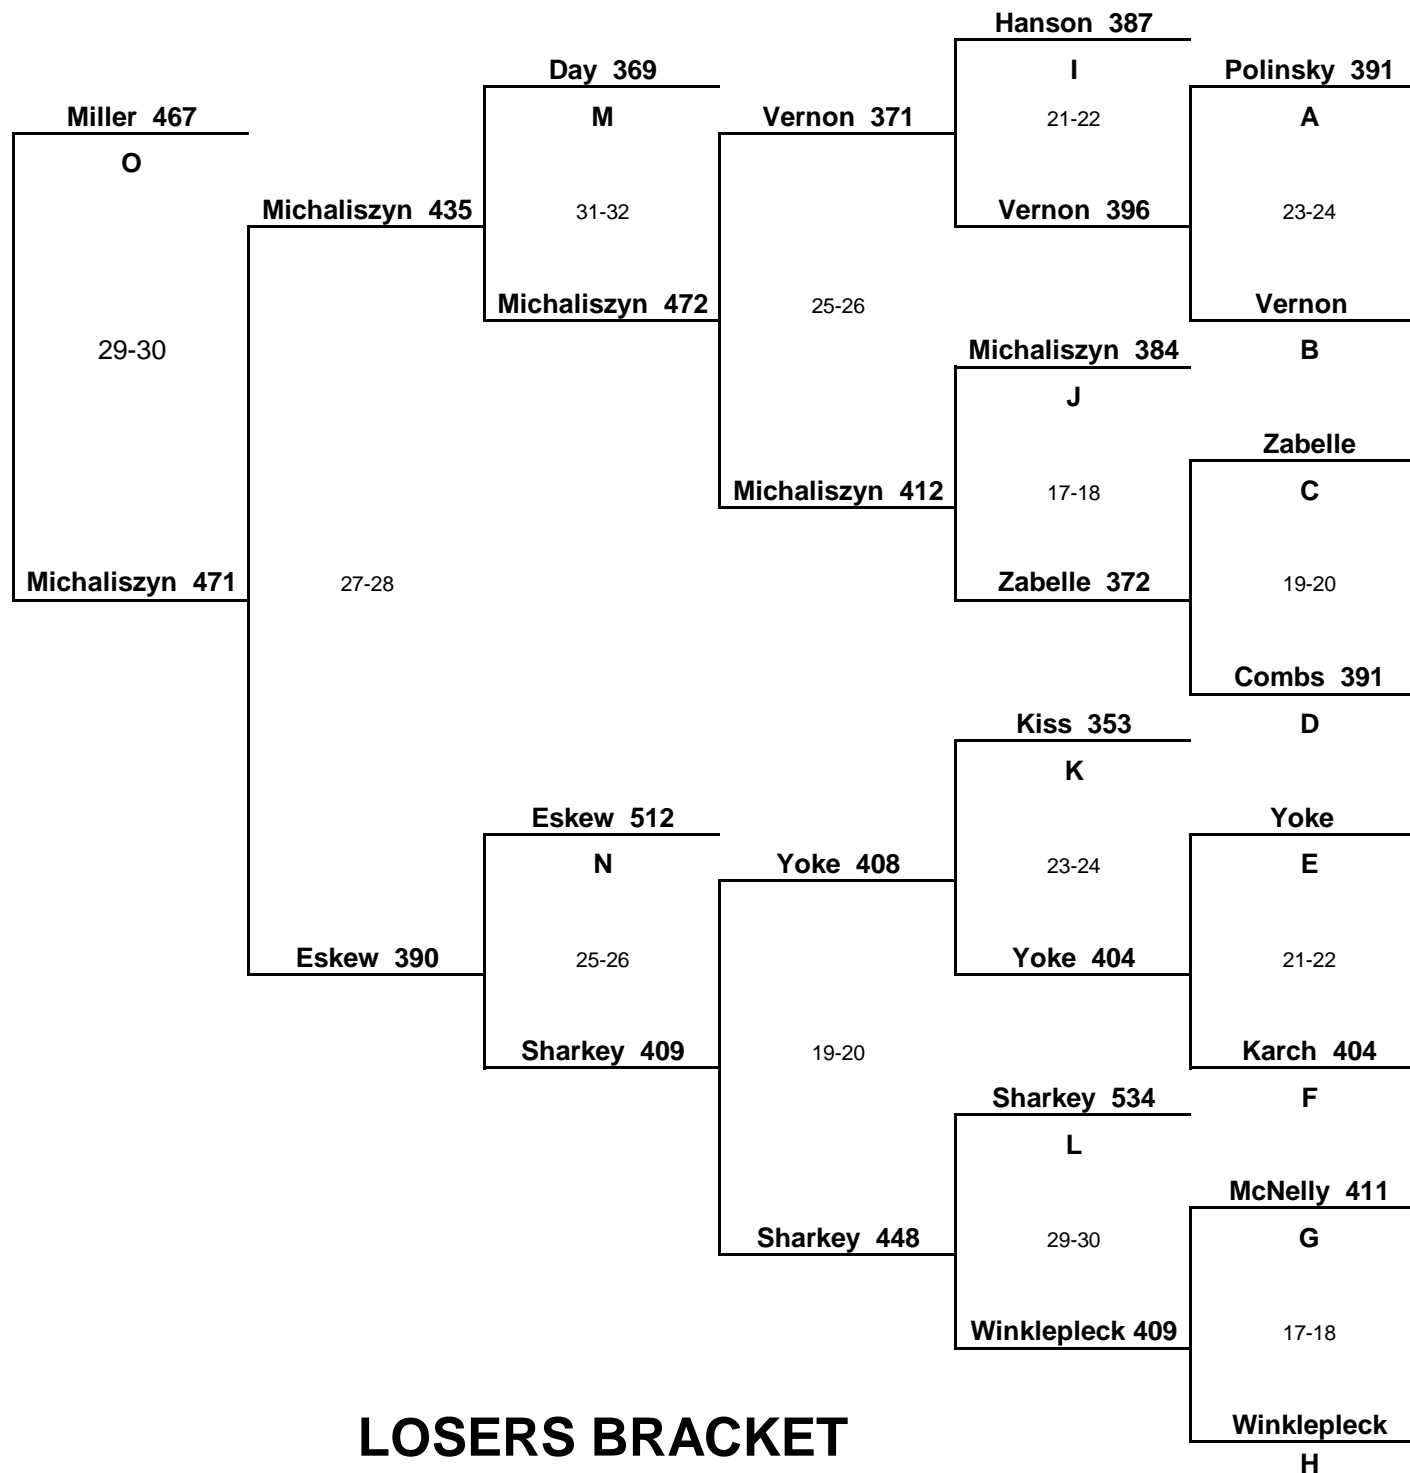 Hanson 387
Day 369
I
Polinsky 391
Miller 467
M
Vernon 371
21-22
A
O
Michaliszyn 435
31-32
Vernon 396
23-24
Michaliszyn 472
25-26
Vernon
29-30
Michaliszyn 384
B
J
Zabelle
Michaliszyn 412
17-18
C
Michaliszyn 471
27-28
Zabelle 372
19-20
Combs 391
Kiss 353
D
K
Eskew 512
Yoke
N
Yoke 408
23-24
E
Eskew 390
25-26
Yoke 404
21-22
Sharkey 409
19-20
Karch 404
Sharkey 534
F
L
McNelly 411
Sharkey 448
29-30
G
Winklepleck 409
17-18
LOSERS BRACKET
Winklepleck
H